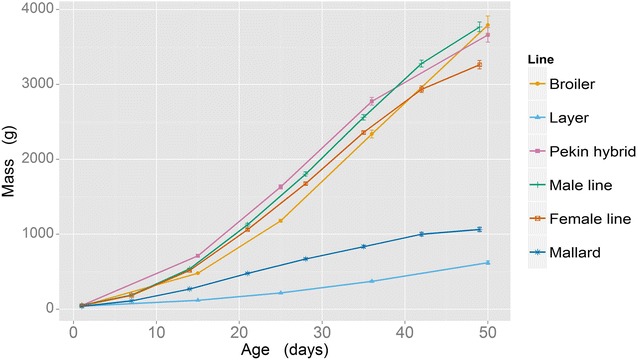 4000
3000
2000
1000
0
Mass (g)
0 10 20 30 40 50
Age (days)
Line
Broiler
Layer
Pekin hybrid
Male line
Female line
Mallard